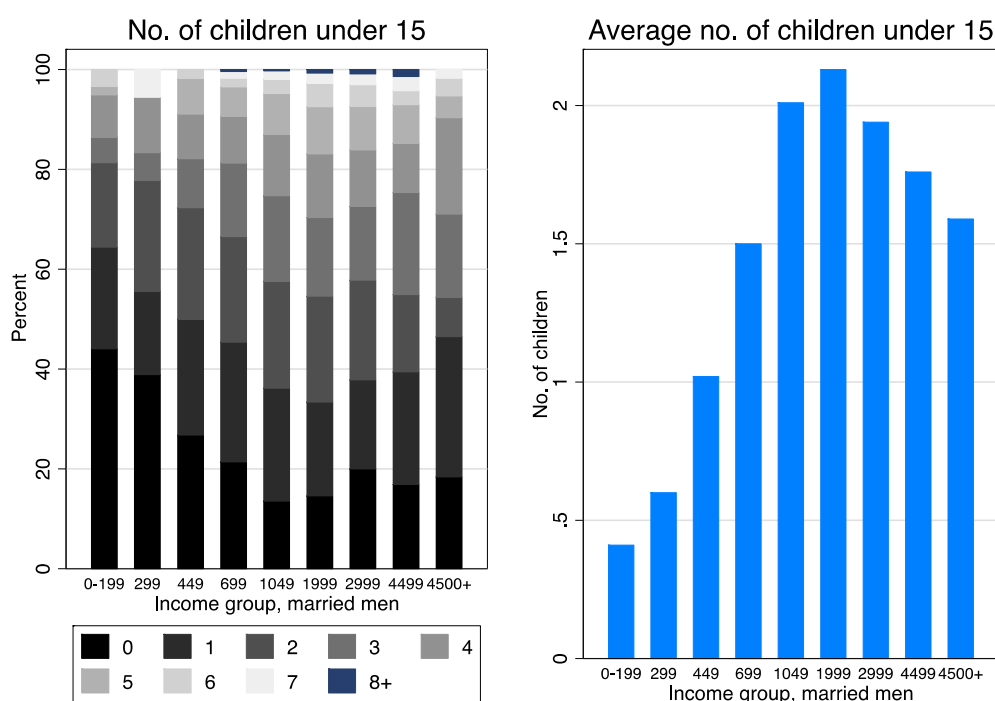 No. of children under 15
100
80
60
40
20
0
Percent
0-199 299 449 699 1049 1999 2999 4499 4500+
Income group, married men
0 1 2 3 4
5 6 7 8+
Average no. of children under 15
2
1.5
1
.5
0
No. of children
0-199 299 449 699 1049 1999 2999 4499 4500+
Income group, married men